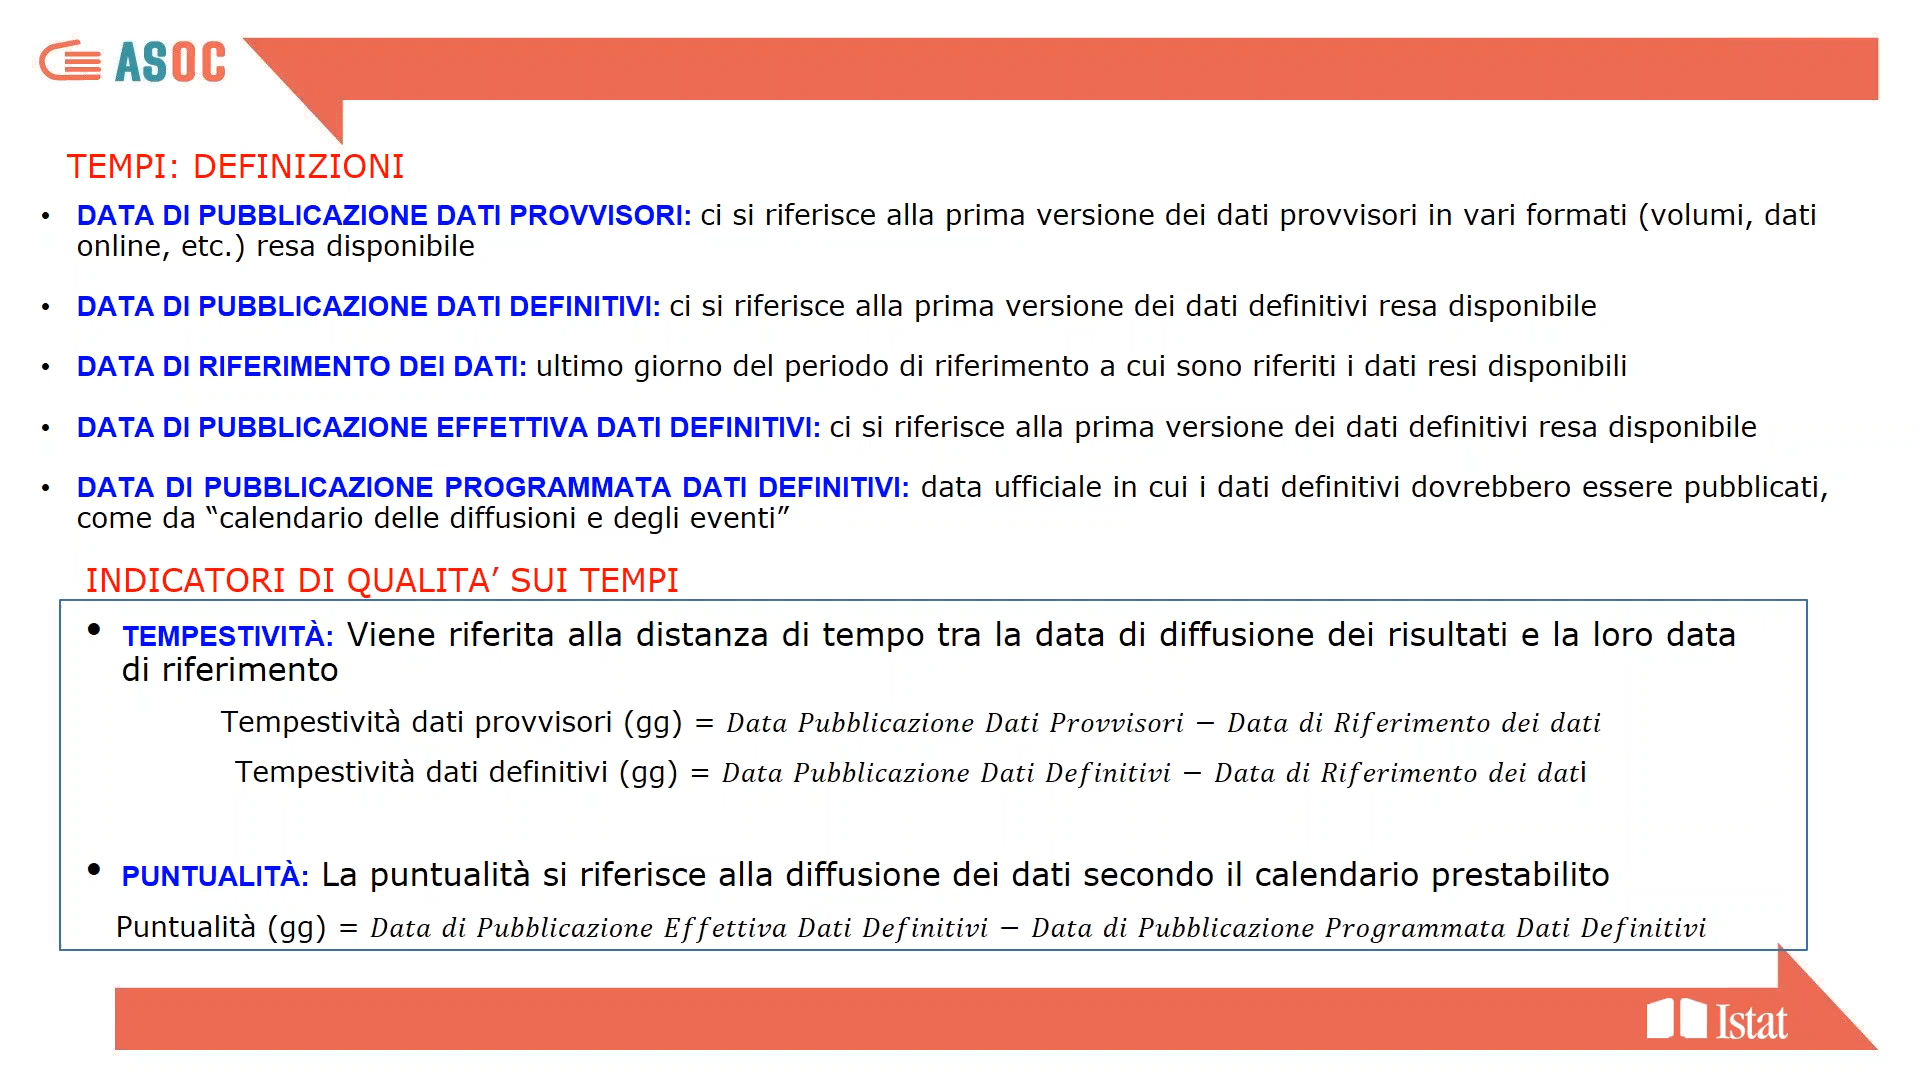 ASOC
TEMPI: DEFINIZIONI
• DATA DI PUBBLICAZIONE DATI PROVVISORI: ci si riferisce alla prima versione dei dati provvisori in vari formati (volumi, dati
online, etc.) resa disponibile
• DATA DI PUBBLICAZIONE DATI DEFINITIVI: ci si riferisce alla prima versione dei dati definitivi resa disponibile
• DATA DI RIFERIMENTO DEI DATI: ultimo giorno del periodo di riferimento a cui sono riferiti i dati resi disponibili
• DATA DI PUBBLICAZIONE EFFETTIVA DATI DEFINITIVI: ci si riferisce alla prima versione dei dati definitivi resa disponibile
• DATA DI PUBBLICAZIONE PROGRAMMATA DATI DEFINITIVI: data ufficiale in cui i dati definitivi dovrebbero essere pubblicati,
come da “calendario delle diffusioni e degli eventi”
INDICATORI DI QUALITA’ SUI TEMPI
• TEMPESTIVITÀ: Viene riferita alla distanza di tempo tra la data di diffusione dei risultati e la loro data
di riferimento
Tempestività dati provvisori (gg) = Data Pubblicazione Dati Provvisori − Data di Riferimento dei dati
Tempestività dati definitivi (gg) = Data Pubblicazione Dati Definitivi − Data di Riferimento dei dati
• PUNTUALITÀ: La puntualità si riferisce alla diffusione dei dati secondo il calendario prestabilito
Puntualità (gg) = Data di Pubblicazione Effettiva Dati Definitivi − Data di Pubblicazione Programmata Dati Definitivi
Istat